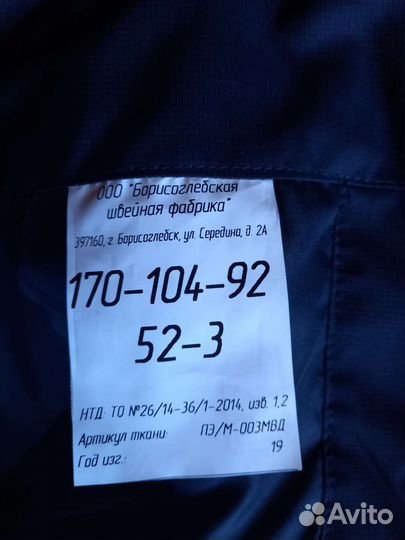 ООО "Борисоглебская
швейная фабрика"
397160, г. Борисоглебск, ул. Середина, д. 2А
170-104-92
52-3
НТД: ТО №26/14-36/1-2014, изв. 1,2
Артикул ткани: ПЭ/М-003МВД
Год изг.: 19
Avito